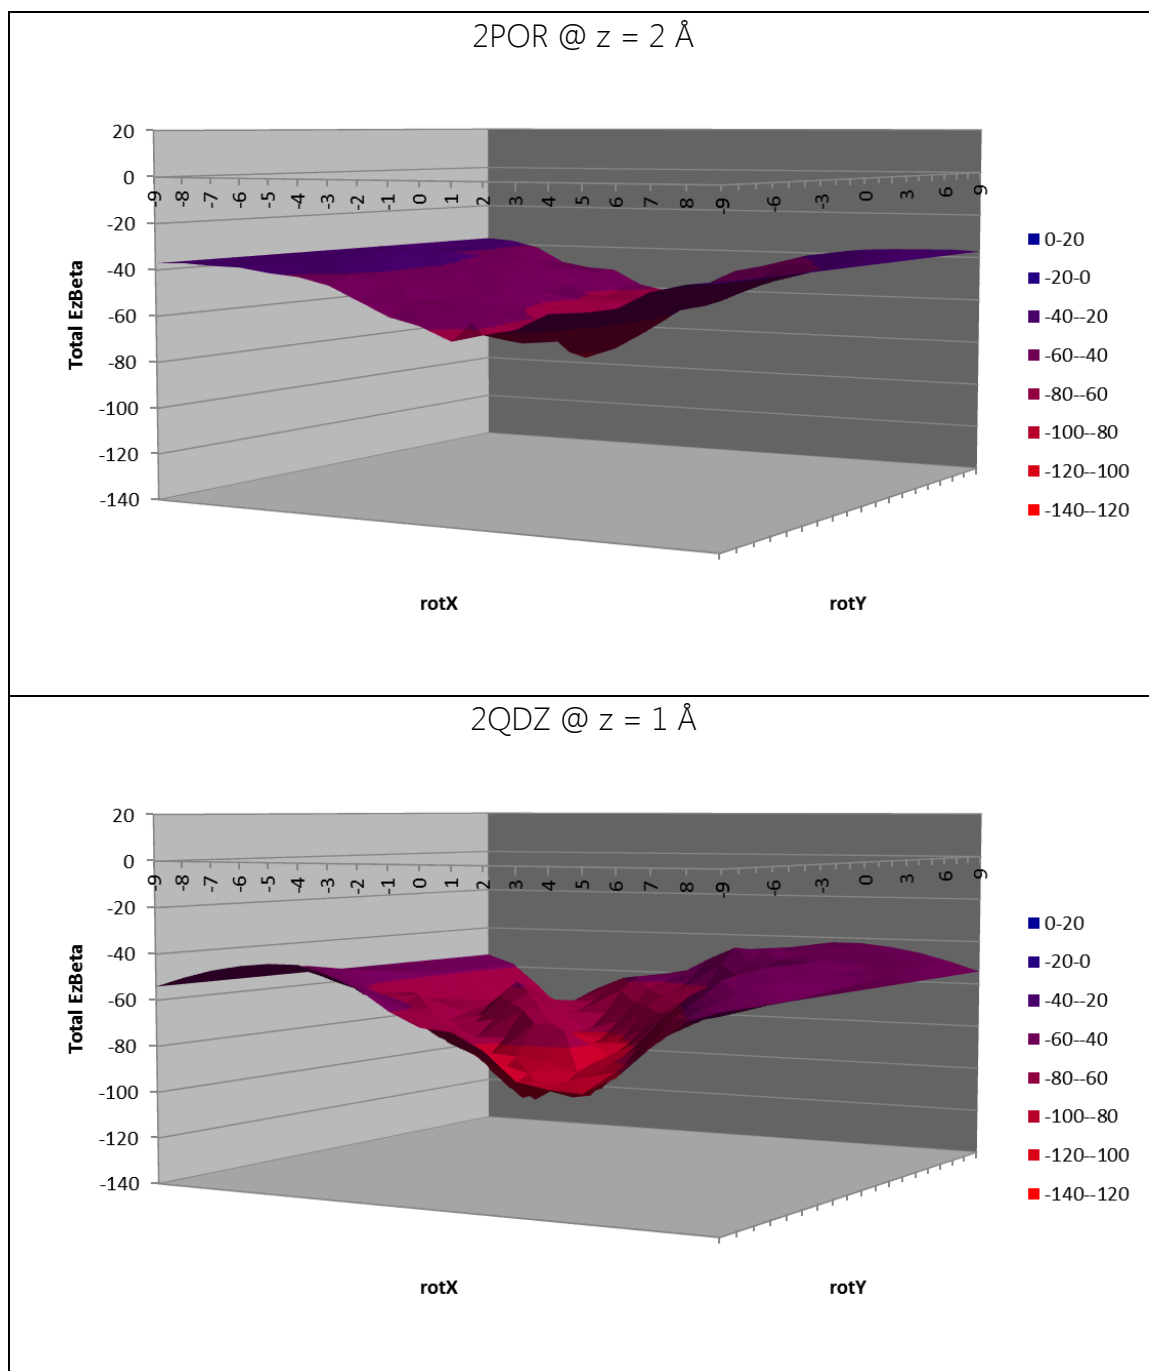 2POR @ z = 2 Å
20
0
-20
-40
-60
-80
-100
-120
-140
Total EzBeta
-9 -8 -7 -6 -5 -4 -3 -2 -1 0 1 2 3 4 5 6 7 8 9
-9 -6 -3 0 3 6 9
rotX
rotY
0-20
-20-0
-40--20
-60--40
-80--60
-100--80
-120--100
-140--120
2QDZ @ z = 1 Å
20
0
-20
-40
-60
-80
-100
-120
-140
Total EzBeta
-9 -8 -7 -6 -5 -4 -3 -2 -1 0 1 2 3 4 5 6 7 8 9
-9 -6 -3 0 3 6 9
rotX
rotY
0-20
-20-0
-40--20
-60--40
-80--60
-100--80
-120--100
-140--120